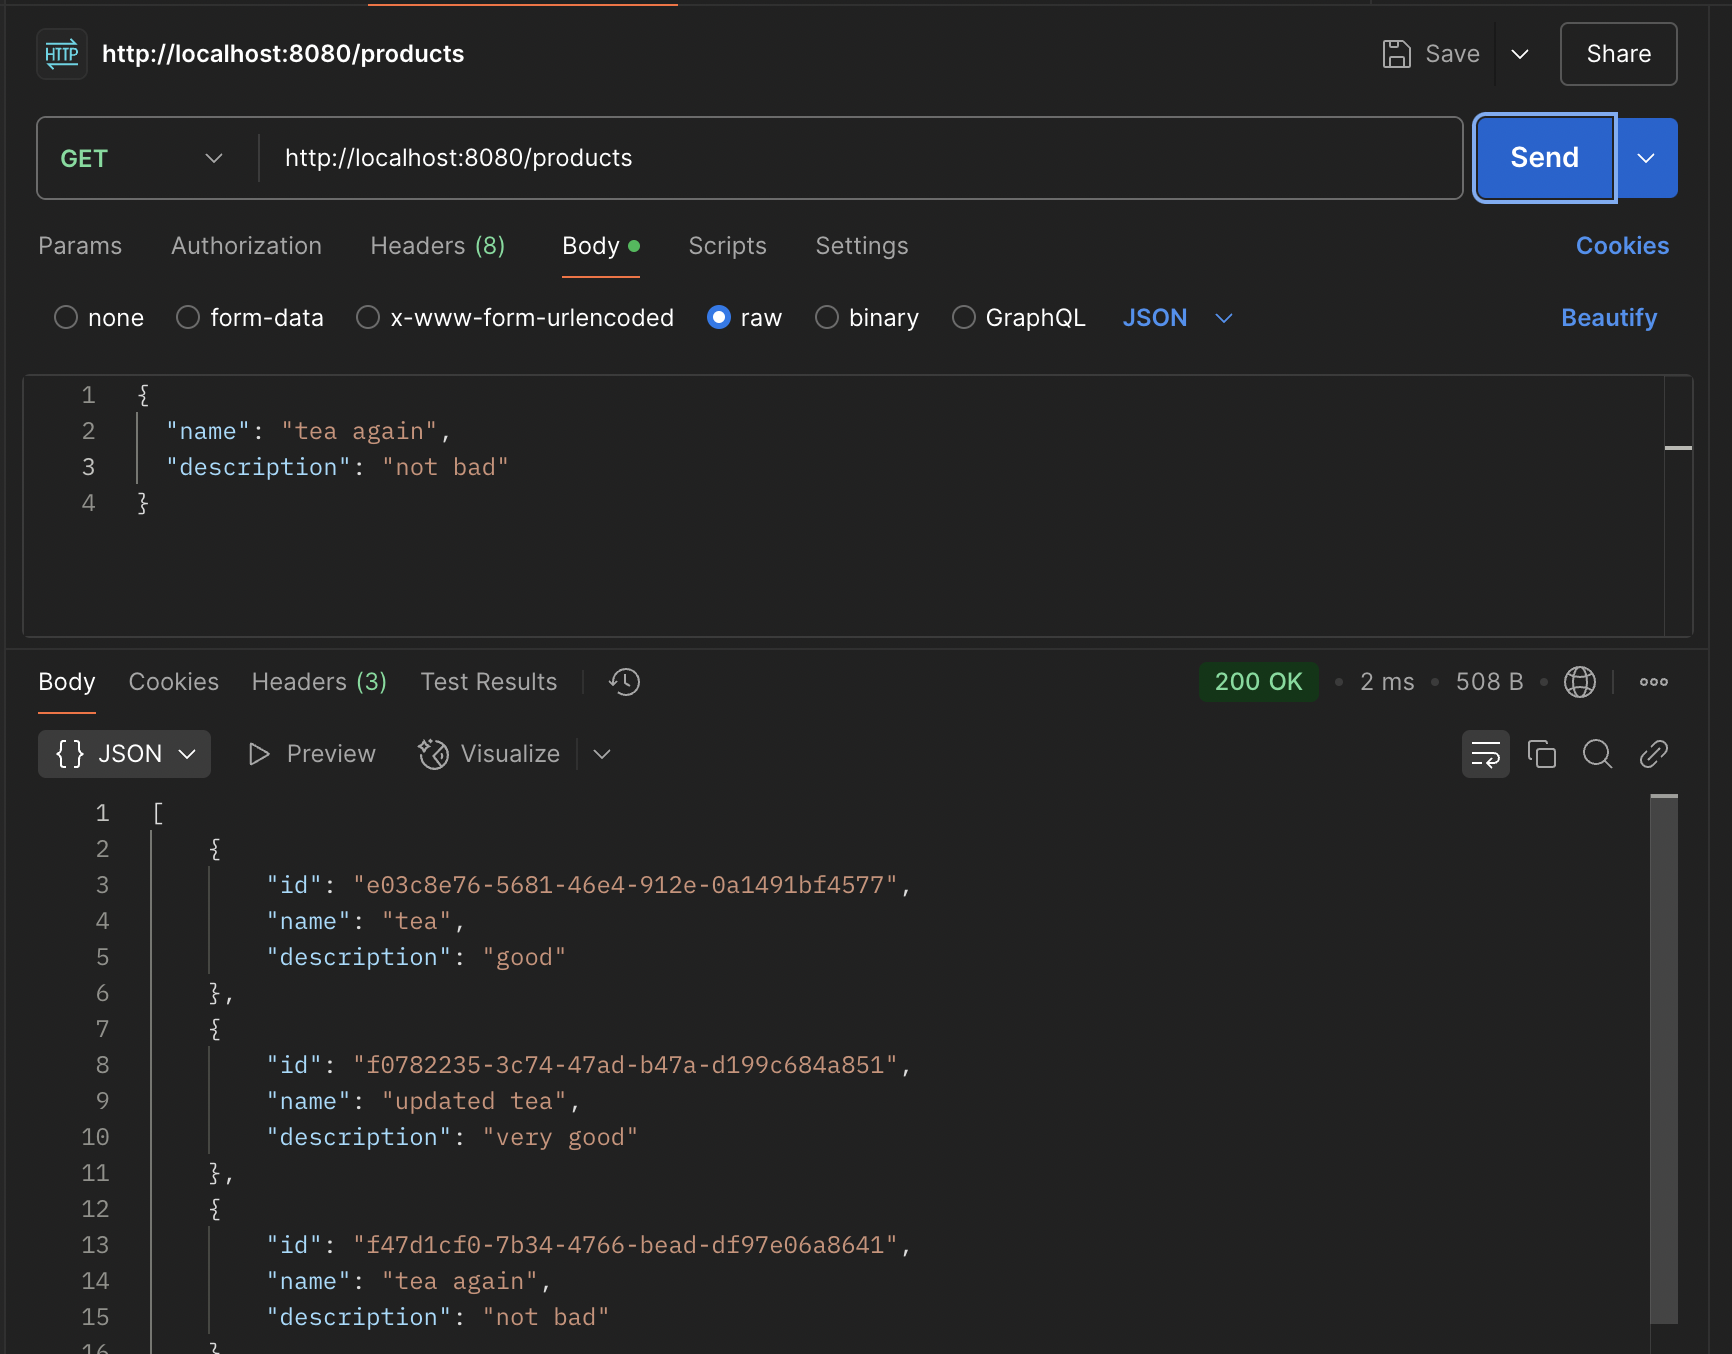 HTTP http://localhost:8080/products Save Share
GET http://localhost:8080/products Send
Params Authorization Headers (8) Body Scripts Settings Cookies
none form-data x-www-form-urlencoded raw binary GraphQL JSON Beautify
1 {
2 "name": "tea again",
3 "description": "not bad"
4 }
Body Cookies Headers (3) Test Results 200 OK • 2 ms • 508 B •
{} JSON Preview Visualize
1 [
2 {
3 "id": "e03c8e76-5681-46e4-912e-0a1491bf4577",
4 "name": "tea",
5 "description": "good"
6 },
7 {
8 "id": "f0782235-3c74-47ad-b47a-d199c684a851",
9 "name": "updated tea",
10 "description": "very good"
11 },
12 {
13 "id": "f47d1cf0-7b34-4766-bead-df97e06a8641",
14 "name": "tea again",
15 "description": "not bad"
16 }